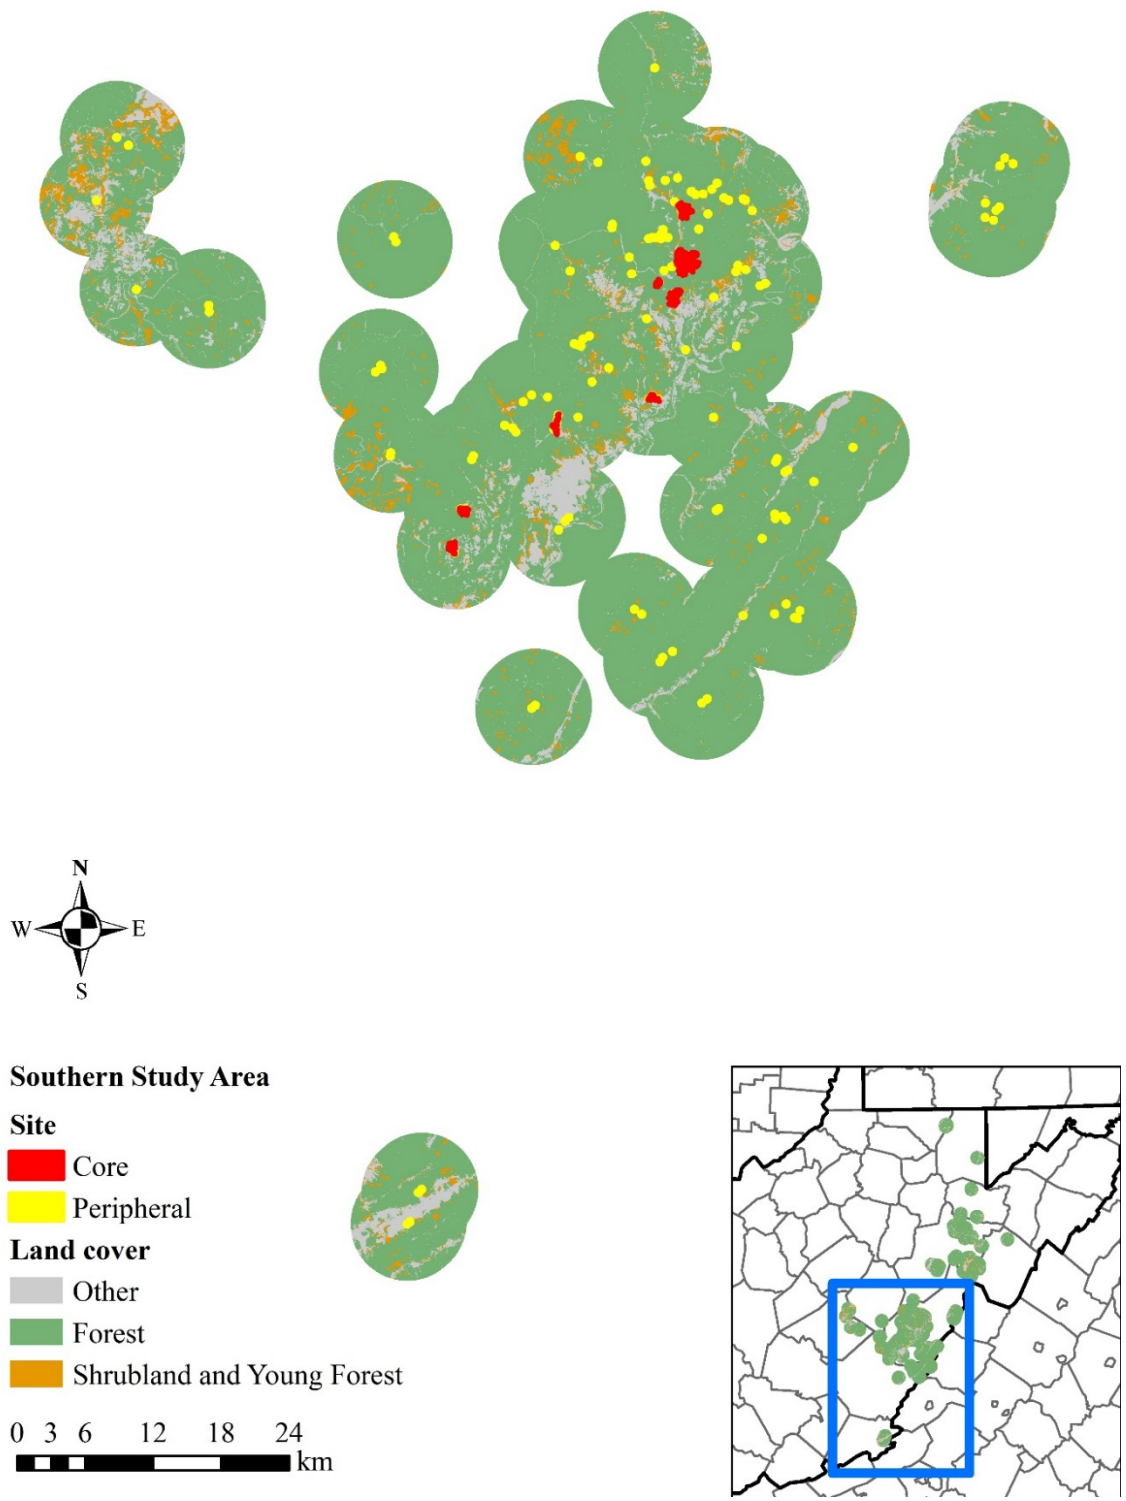 N
W E
S
Southern Study Area
Site
Core
Peripheral
Land cover
Other
Forest
Shrubland and Young Forest
0 3 6 12 18 24
km